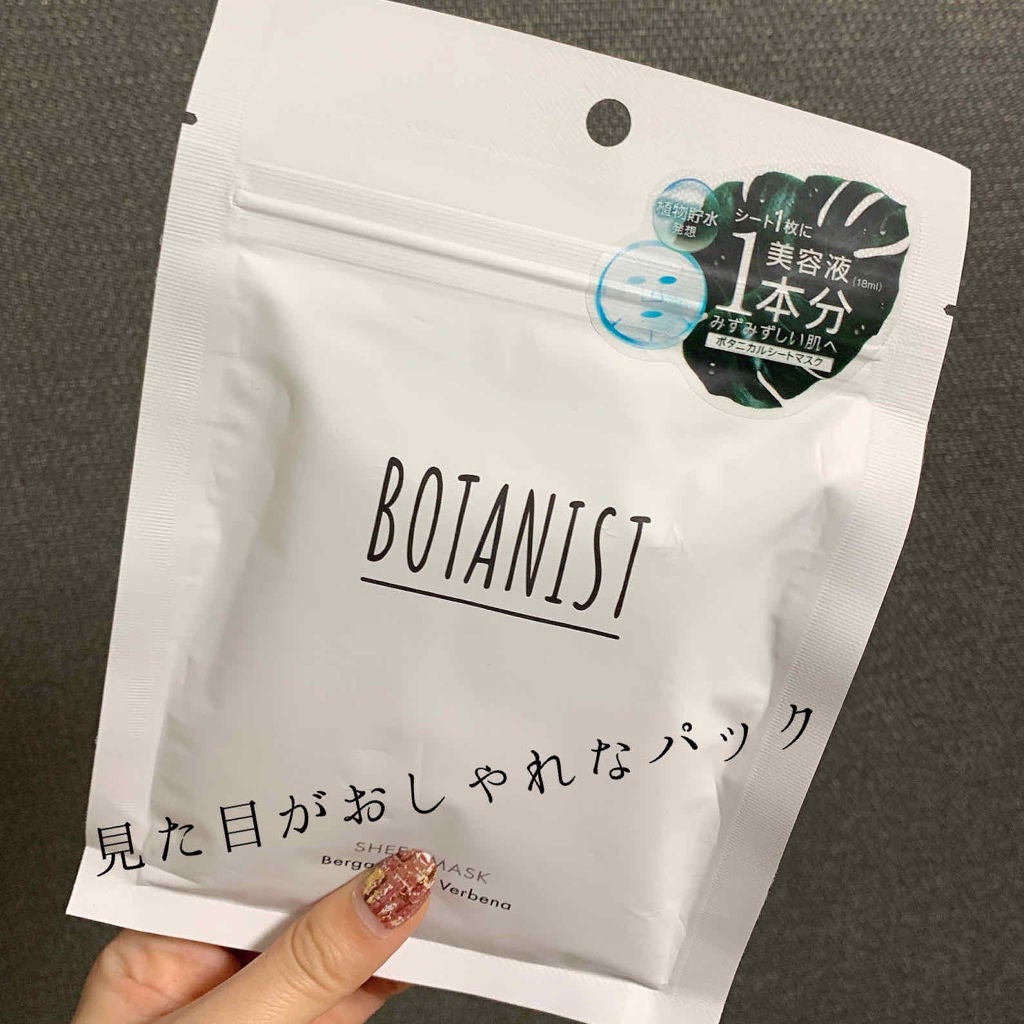 植物貯水
発想
シート1枚に
美容液(18ml)
1本分
みずみずしい肌へ
ボタニカルシートマスク
BOTANIST
見た目がおしゃれなパック
MASK
Verbena